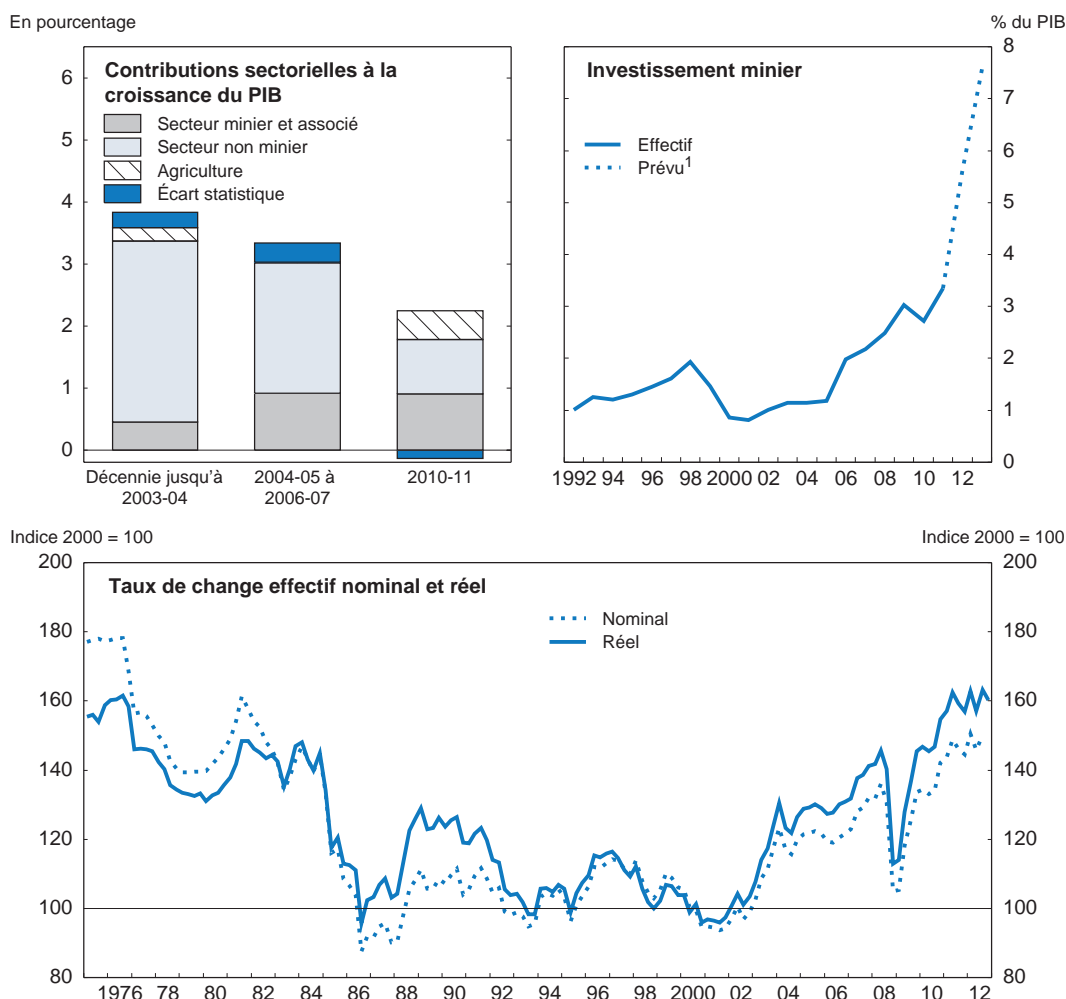 En pourcentage
% du PIB
Contributions sectorielles à la
croissance du PIB
Secteur minier et associé
Secteur non minier
Agriculture
Écart statistique
6
5
4
3
2
1
0
Décennie jusqu'à
2003-04
2004-05 à
2006-07
2010-11
Investissement minier
Effectif
Prévu1
8
7
6
5
4
3
2
1
0
1992 94 96 98 2000 02 04 06 08 10 12
Indice 2000 = 100
Indice 2000 = 100
Taux de change effectif nominal et réel
Nominal
Réel
200 200
180 180
160 160
140 140
120 120
100 100
80 80
1976 78 80 82 84 86 88 90 92 94 96 98 2000 02 04 06 08 10 12